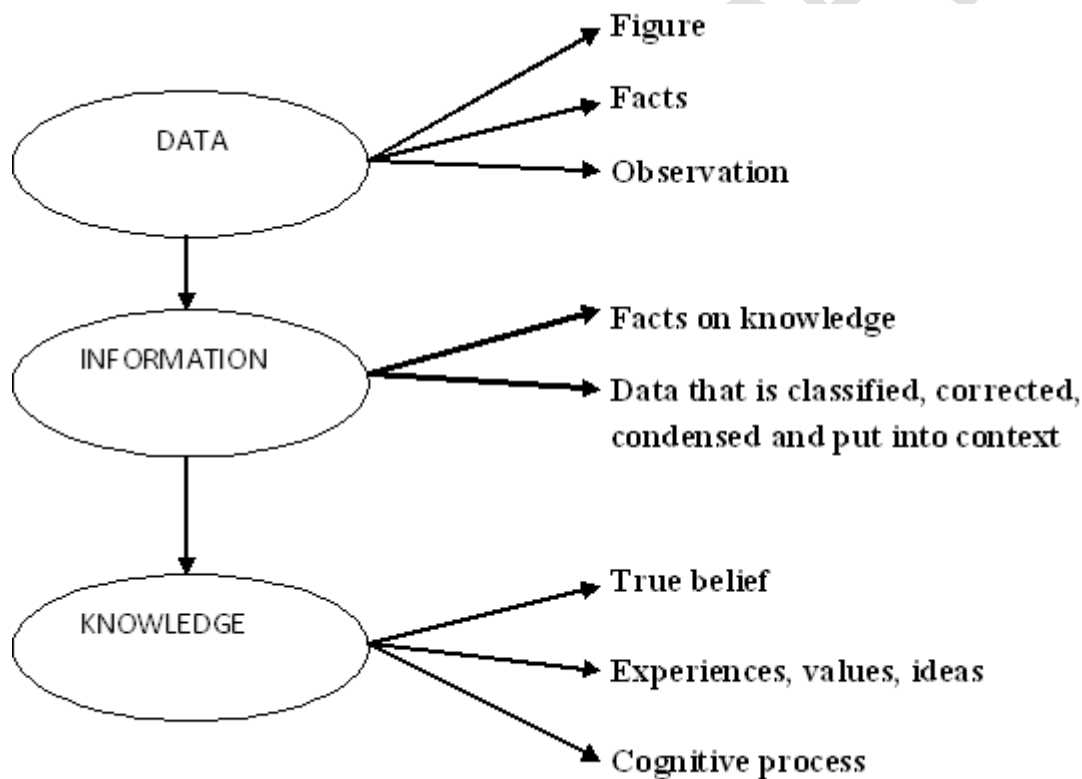 Figure
Facts
DATA
Observation
Facts on knowledge
INFORMATION
Data that is classified, corrected,
condensed and put into context
True belief
KNOWLEDGE
Experiences, values, ideas
Cognitive process